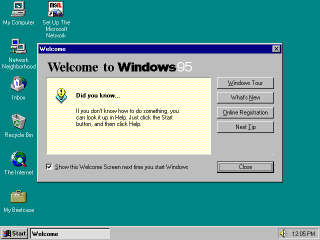 My Computer
Set Up The
Microsoft
Network
Network
Neighborhood
Inbox
Recycle Bin
The Internet
My Briefcase
Welcome
Welcome to Windows 95
Did you know...
If you don't know how to do something, you
can look it up in Help. Just click the Start
button, and then click Help.
Windows Tour
What's New
Online Registration
Next Tip
Show this Welcome Screen next time you start Windows
Close
Start
Welcome
12:05 PM